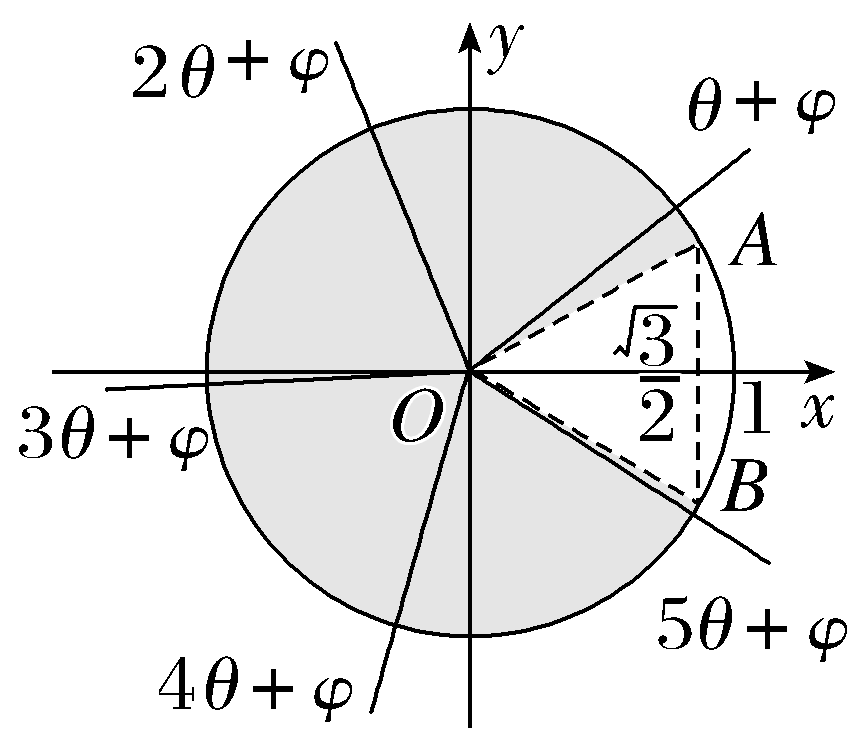 y
2θ + φ
θ + φ
A
√3/2
O
1
x
3θ + φ
B
5θ + φ
4θ + φ